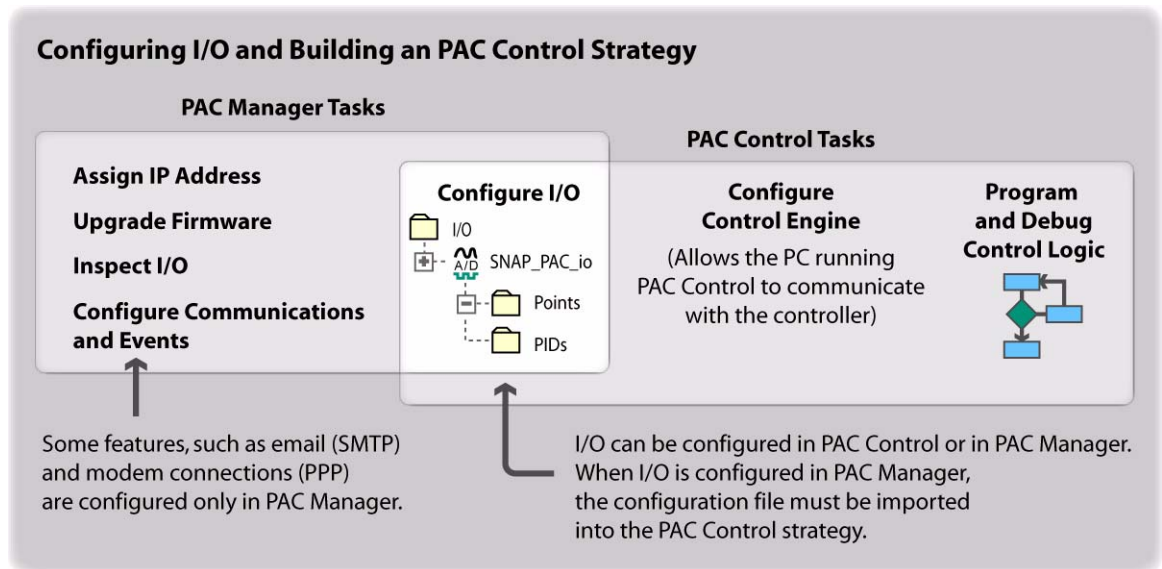 Configuring I/O and Building an PAC Control Strategy
PAC Manager Tasks
Assign IP Address
Upgrade Firmware
Inspect I/O
Configure Communications
and Events
PAC Control Tasks
Configure I/O
I/O
A/D SNAP_PAC_io
Points
PIDs
Configure
Control Engine
(Allows the PC running
PAC Control to communicate
with the controller)
Program
and Debug
Control Logic
Some features, such as email (SMTP)
and modem connections (PPP)
are configured only in PAC Manager.
I/O can be configured in PAC Control or in PAC Manager.
When I/O is configured in PAC Manager,
the configuration file must be imported
into the PAC Control strategy.